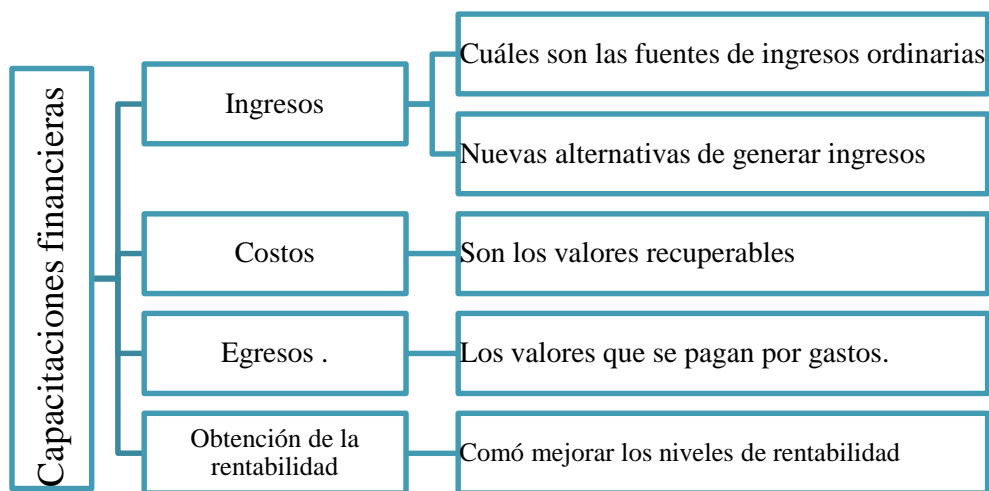 Capacitaciones financieras
Ingresos
Cuáles son las fuentes de ingresos ordinarias
Nuevas alternativas de generar ingresos
Costos
Son los valores recuperables
Egresos .
Los valores que se pagan por gastos.
Obtención de la
rentabilidad
Comó mejorar los niveles de rentabilidad